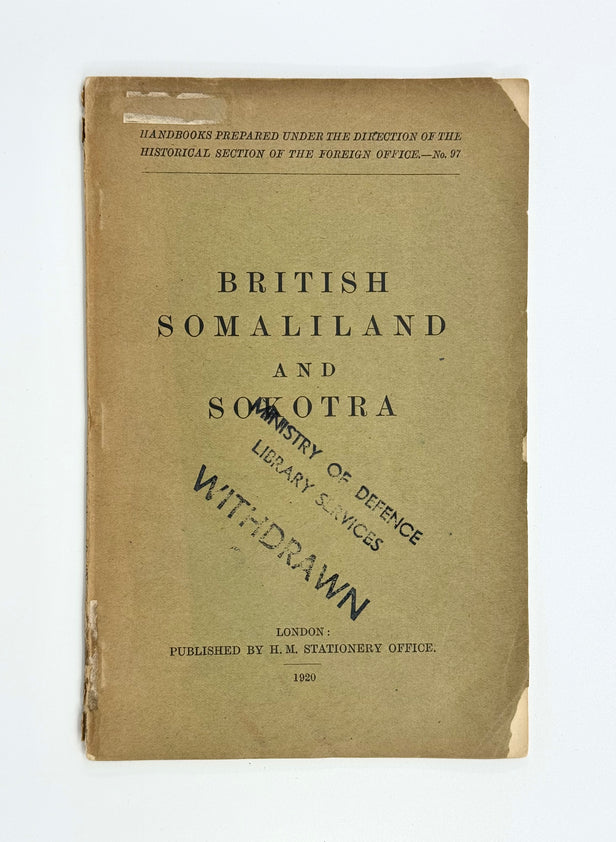 HANDBOOKS PREPARED UNDER THE DIRECTION OF THE
HISTORICAL SECTION OF THE FOREIGN OFFICE.—No. 97
BRITISH
SOMALILAND
AND
SOKOTRA
MINISTRY OF DEFENCE
LIBRARY SERVICES
WITHDRAWN
LONDON:
PUBLISHED BY H. M. STATIONERY OFFICE.
1920